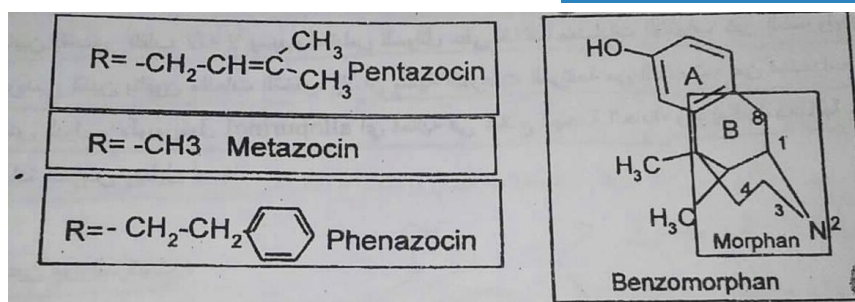 R= -CH₂-CH=C CH₃ CH₃ Pentazocin
R= -CH3 Metazocin
R=- CH₂-CH₂ Phenazocin
HO
A
B
8
1
H₃C
4
3
H₃C
N²
Morphan
Benzomorphan